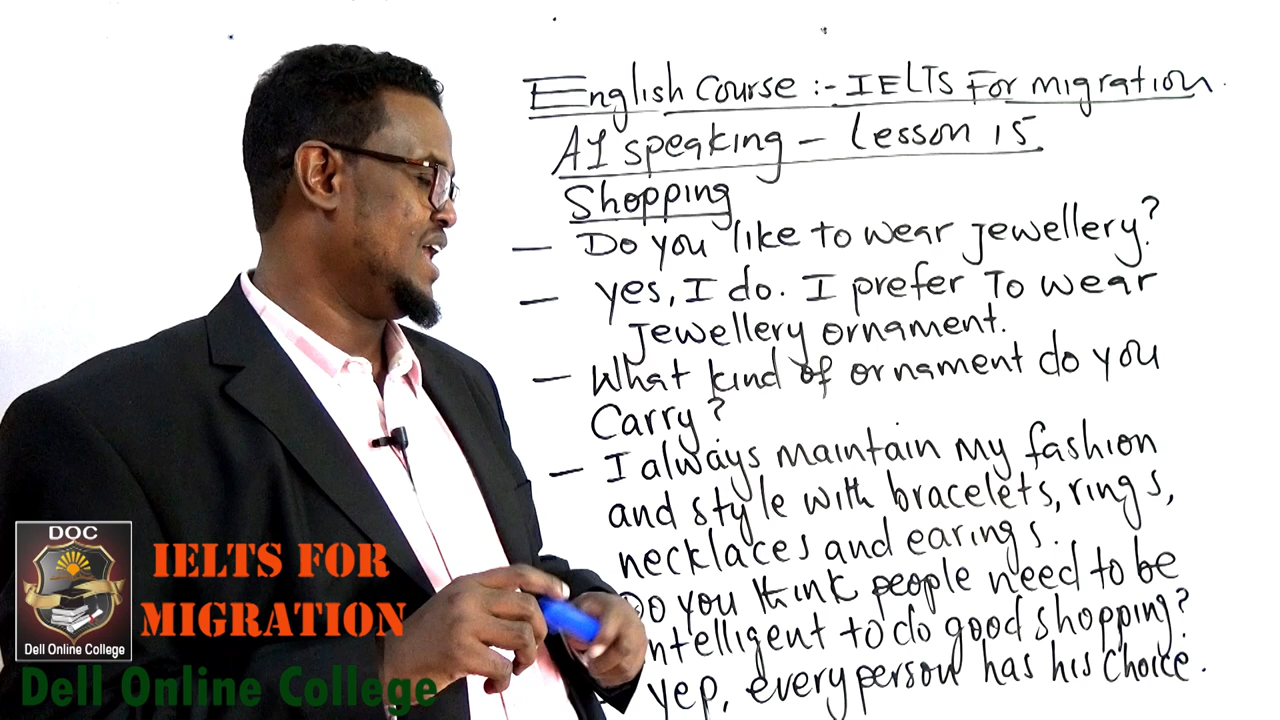 English Course :- IELTS For migration.
AI speaking - Lesson 15
Shopping
— Do you like to wear jewellery?
— yes, I do. I prefer To wear
jewellery ornament.
— What kind of ornament do you
Carry?
— I always maintain my fashion
and style with bracelets, rings,
necklaces and earings.
Do you think people need to be
intelligent to do good shopping?
yep, every person has his choice.
DOC
Dell Online College
IELTS FOR
MIGRATION
Dell Online College